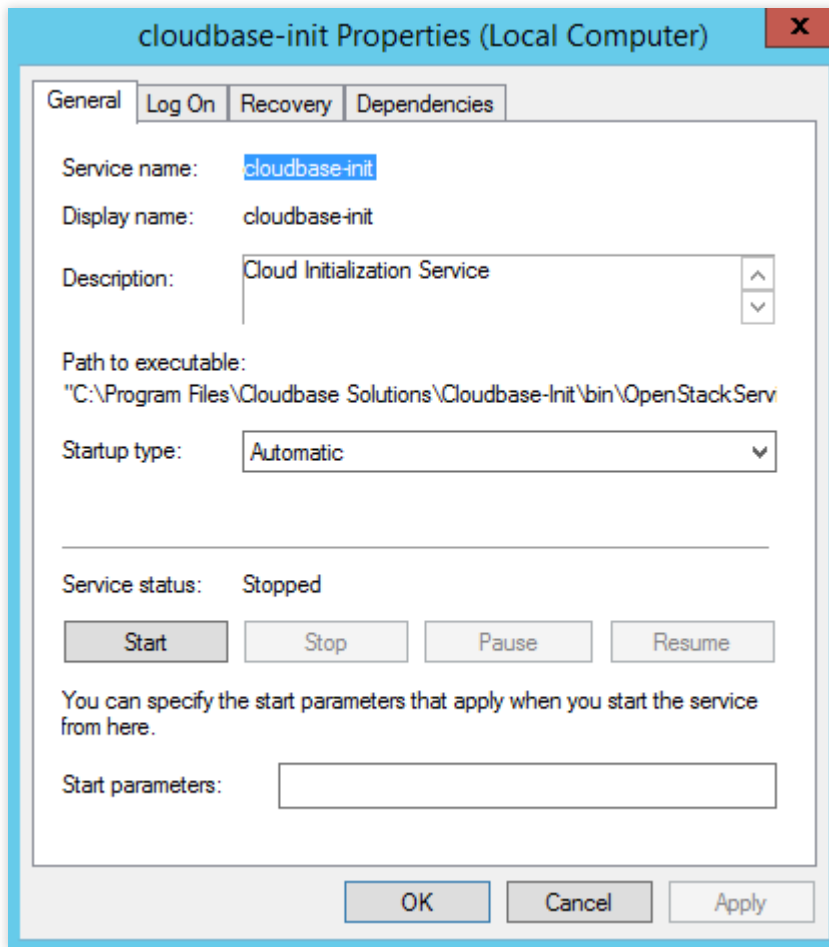 cloudbase-init Properties (Local Computer)
x
General Log On Recovery Dependencies
Service name: cloudbase-init
Display name: cloudbase-init
Description: Cloud Initialization Service
Path to executable:
"C:\Program Files\Cloudbase Solutions\Cloudbase-Init\bin\OpenStackServi
Startup type: Automatic
Service status: Stopped
Start Stop Pause Resume
You can specify the start parameters that apply when you start the service
from here.
Start parameters:
OK Cancel Apply